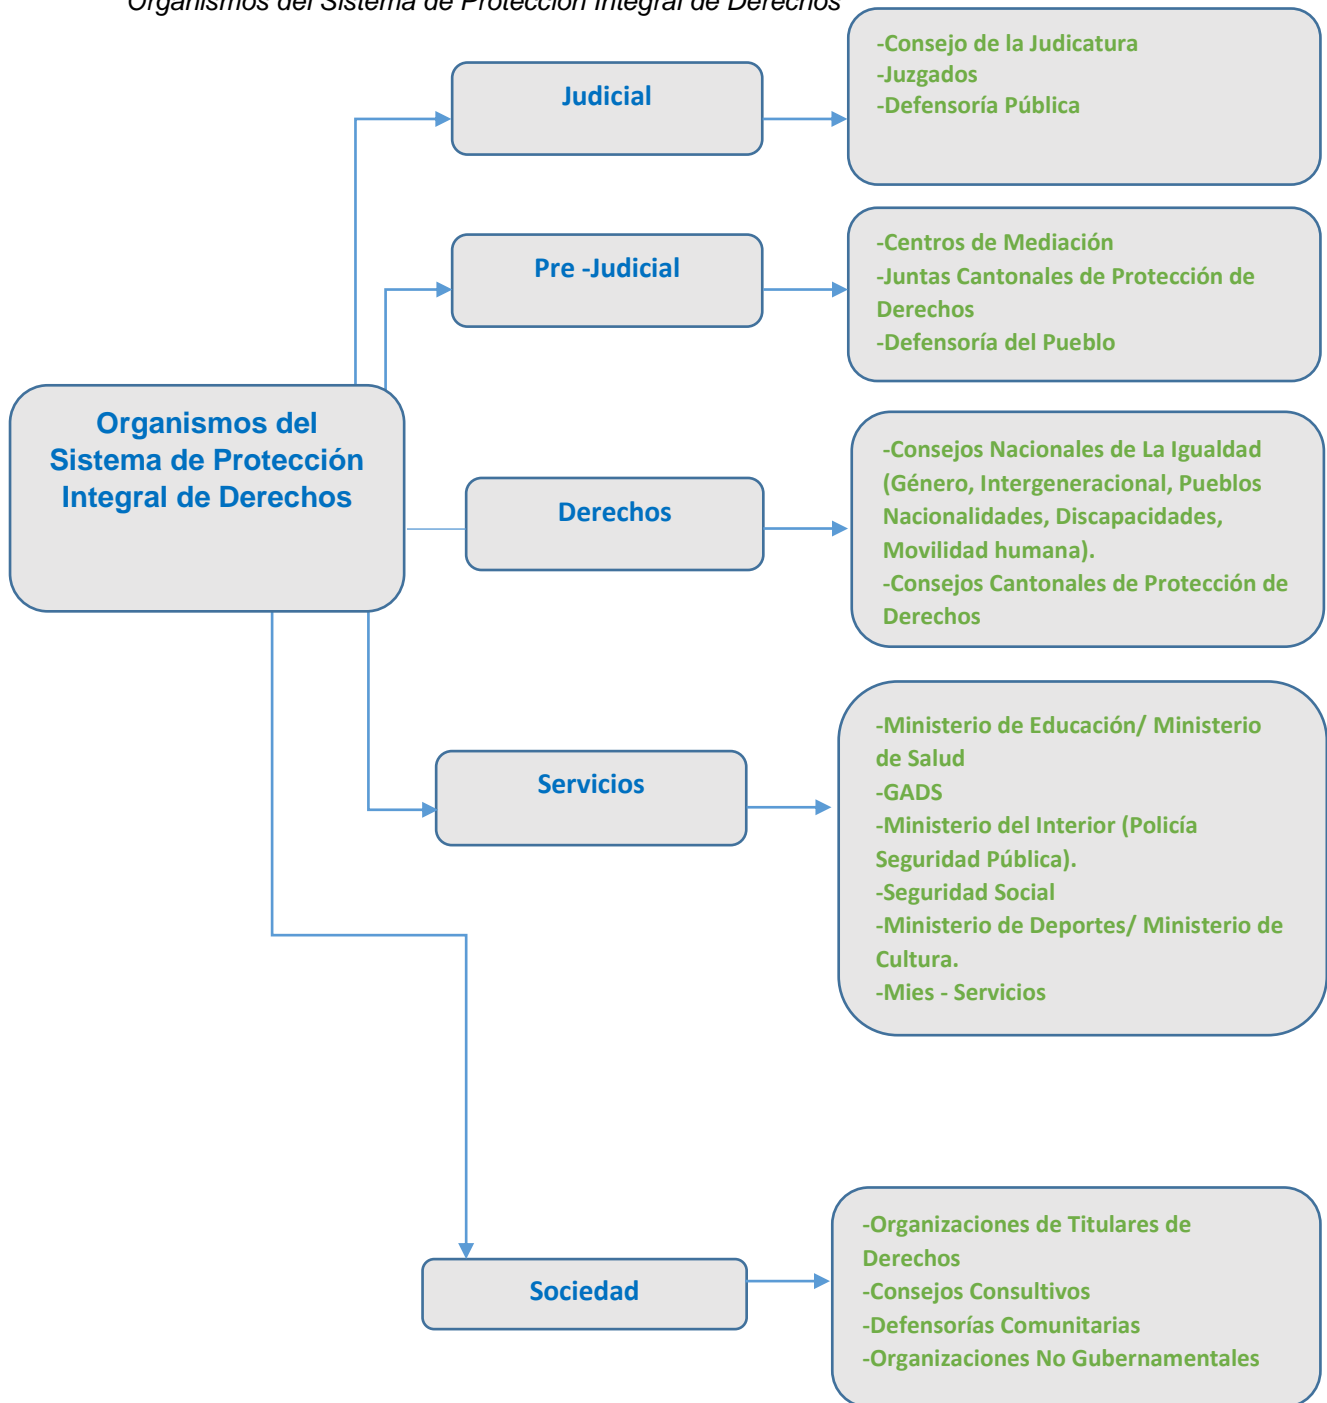 Organismos del Sistema de Protección Integral de Derechos
Judicial
-Consejo de la Judicatura
-Juzgados
-Defensoría Pública
Pre -Judicial
-Centros de Mediación
-Juntas Cantonales de Protección de
Derechos
-Defensoría del Pueblo
Organismos del
Sistema de Protección
Integral de Derechos
Derechos
-Consejos Nacionales de La Igualdad
(Género, Intergeneracional, Pueblos
Nacionalidades, Discapacidades,
Movilidad humana).
-Consejos Cantonales de Protección de
Derechos
Servicios
-Ministerio de Educación/ Ministerio
de Salud
-GADS
-Ministerio del Interior (Policía
Seguridad Pública).
-Seguridad Social
-Ministerio de Deportes/ Ministerio de
Cultura.
-Mies - Servicios
Sociedad
-Organizaciones de Titulares de
Derechos
-Consejos Consultivos
-Defensorías Comunitarias
-Organizaciones No Gubernamentales